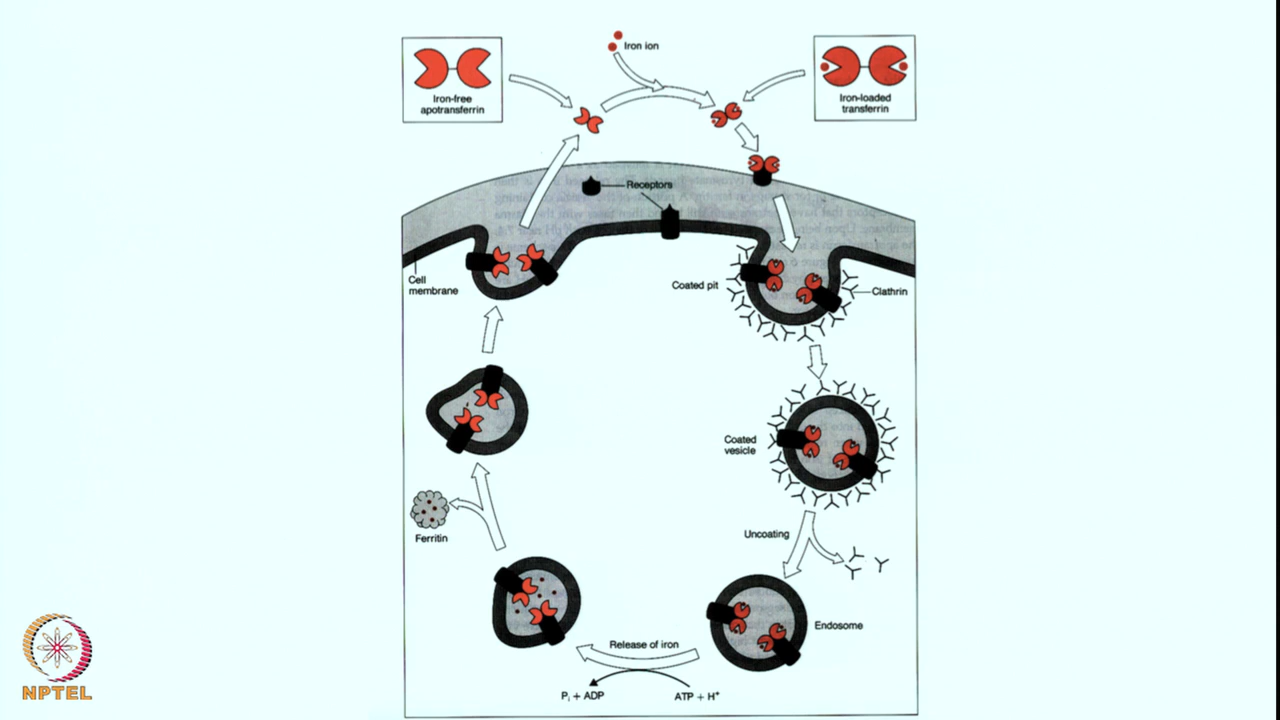 Iron ion
Iron-free
apotransferrin
Iron-loaded
transferrin
Receptors
Cell
membrane
Coated pit
Clathrin
Coated
vesicle
Uncoating
Ferritin
Endosome
Release of iron
Pᵢ + ADP
ATP + H⁺
NPTEL